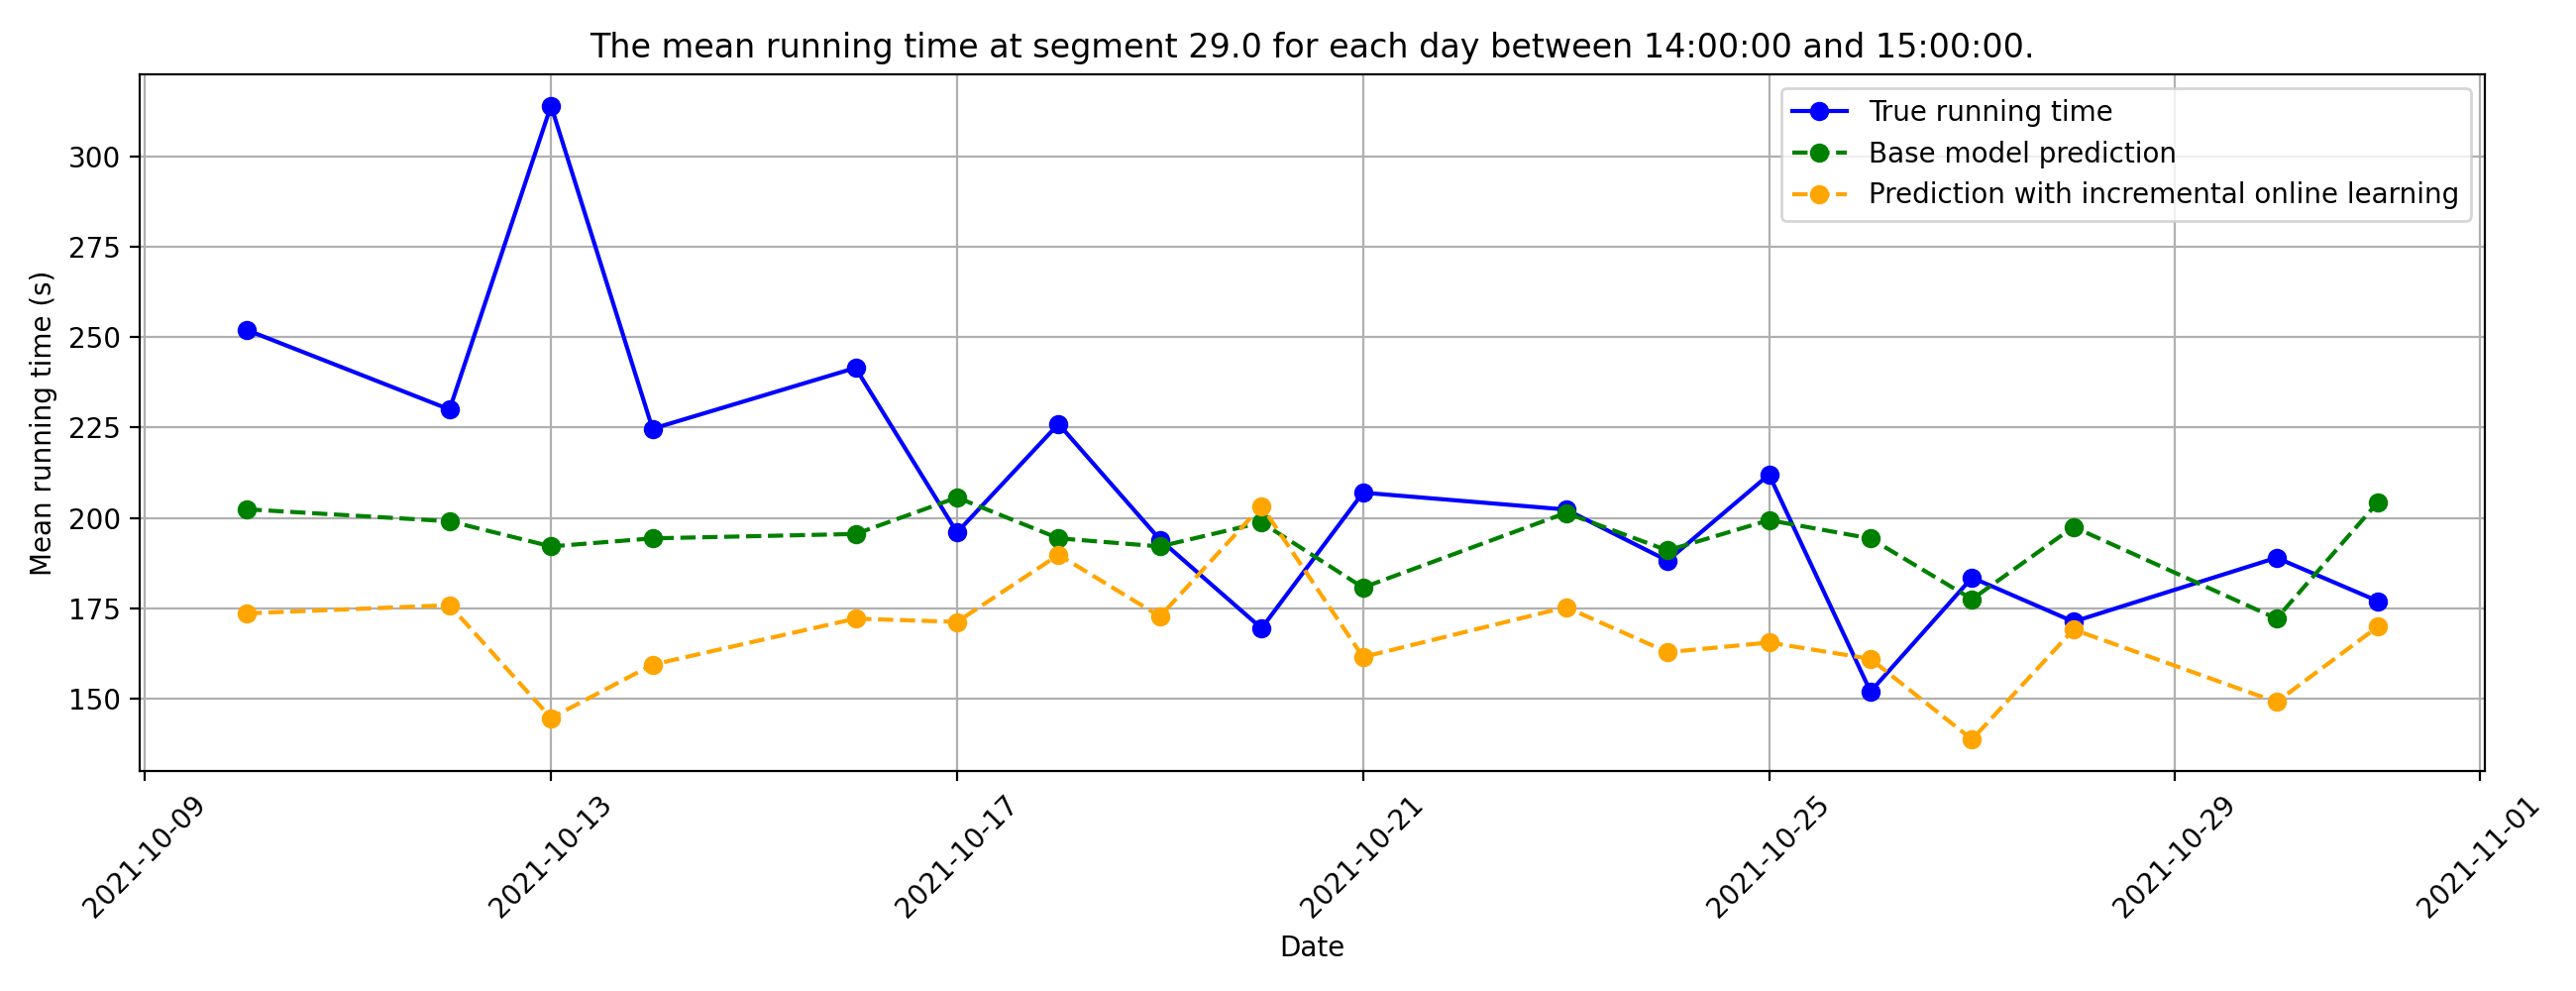 The mean running time at segment 29.0 for each day between 14:00:00 and 15:00:00.
True running time
Base model prediction
Prediction with incremental online learning
Mean running time (s)
300
275
250
225
200
175
150
2021-10-09
2021-10-13
2021-10-17
2021-10-21
2021-10-25
2021-10-29
2021-11-01
Date